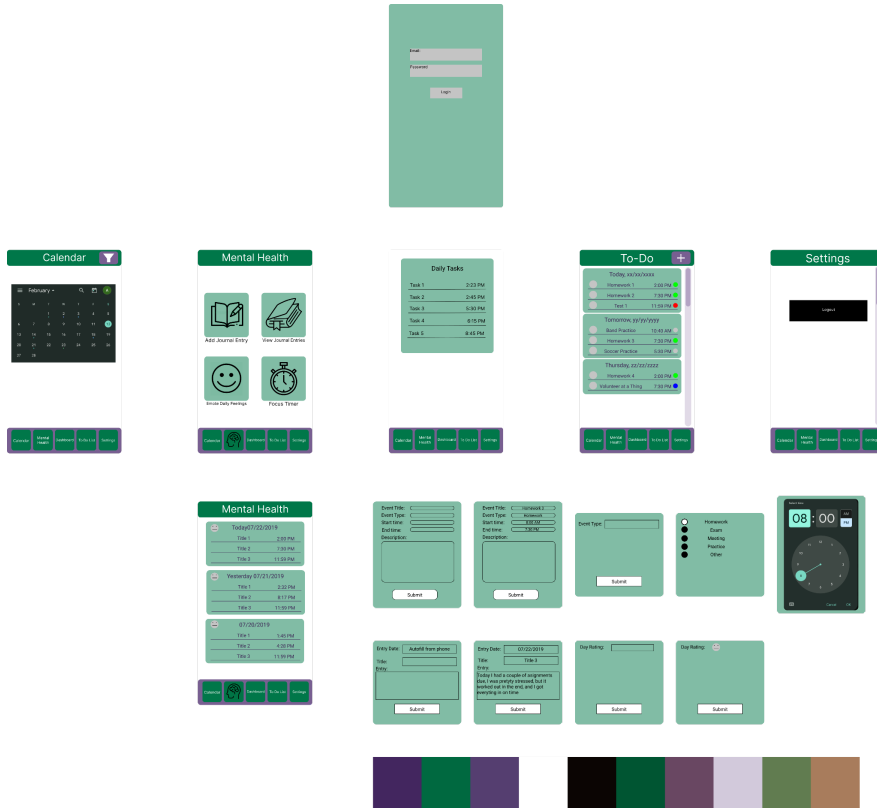 Email:
Password:
Login
Calendar
February
S M T W T F S
1 2 3 4 5
6 7 8 9 10 11 12
13 14 15 16 17 18 19
20 21 22 23 24 25 26
27 28
Calendar Mental Health Dashboard To Do List Settings
Mental Health
Add Journal Entry View Journal Entries
Emote Daily Feelings Focus Timer
Calendar Dashboard To Do List Settings
Daily Tasks
Task 1 2:23 PM
Task 2 2:45 PM
Task 3 5:30 PM
Task 4 6:15 PM
Task 5 8:45 PM
Calendar Mental Health Dashboard To Do List Settings
To-Do +
Today, xx/xx/xxxx
Homework 1 2:00 PM
Homework 2 7:30 PM
Test 1 11:59 PM
Tomorrow, yy/yy/yyyy
Band Practice 10:45 AM
Homework 3 7:30 PM
Soccer Practice 5:30 PM
Thursday, zz/zz/zzzz
Homework 4 2:00 PM
Volunteer at a Thing 7:30 PM
Calendar Mental Health Dashboard To Do List Settings
Settings
Logout
Calendar Mental Health Dashboard To Do List
Mental Health
Today07/22/2019
Title 1 2:00 PM
Title 2 7:30 PM
Title 3 11:59 PM
Yesterday 07/21/2019
Title 1
Title 2 8:17 PM
Title 3 11:59 PM
07/20/2019
Title 1 1:45 PM
Title 2 4:28 PM
Title 3 11:59 PM
Calendar Dashboard To Do List Settings
Event Title:
Event Type:
Start time:
End time:
Description:
Submit
Event Title: Homework 2
Event Type: Homework
Start time:
End time: 7:30 PM
Description:
Submit
Event Type:
Submit
Homework
Exam
Meeting
Practice
Other
08 : 00 AM
PM
Cancel OK
Entry Date: Autofill from phone
Title:
Entry:
Submit
Entry Date: 07/22/2019
Title: Title 3
Entry:
Today I had a couple of asignments
due, I was pretyty stressed, but it
worked out in the end, and I got
everyting in on time.
Submit
Day Rating:
Submit
Day Rating:
Submit